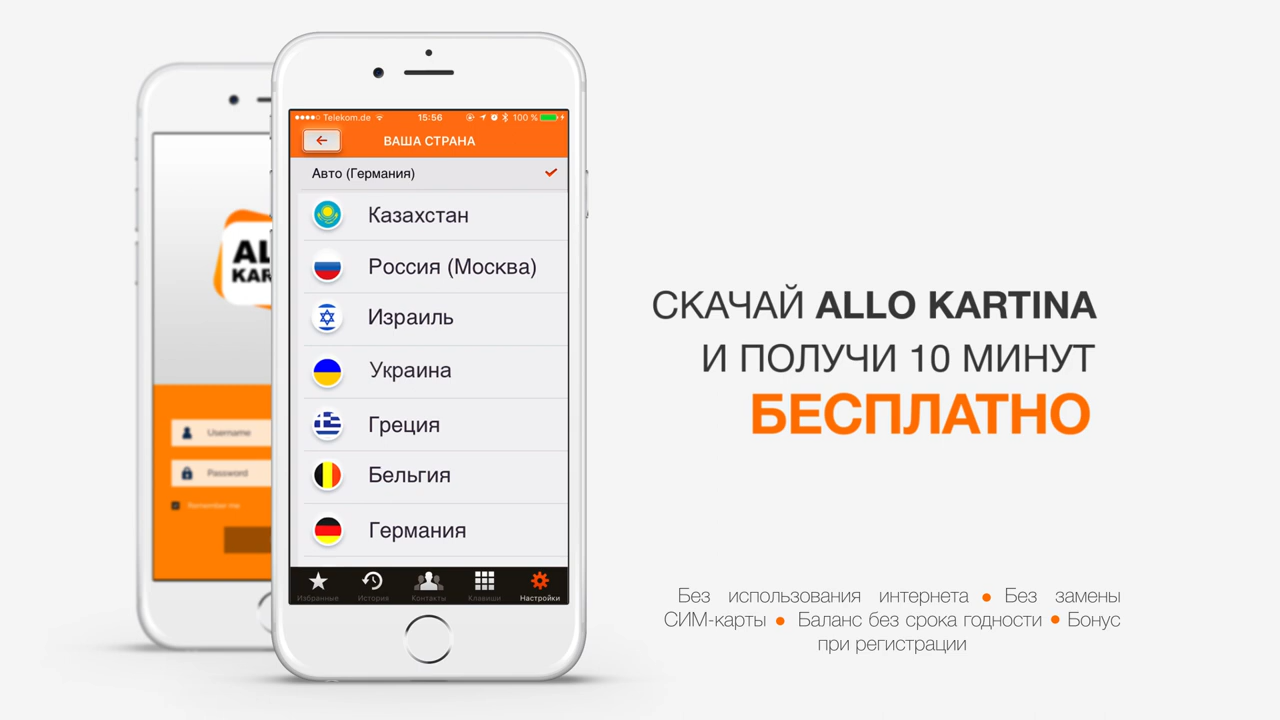 Telekom.de 15:56 100 %
ВАША СТРАНА
Авто (Германия)
Казахстан
Россия (Москва)
Израиль
Украина
Греция
Бельгия
Германия
Избранные История Контакты Клавиши Настройки
Username
Password
Remember me
СКАЧАЙ ALLO KARTINA
И ПОЛУЧИ 10 МИНУТ
БЕСПЛАТНО
Без использования интернета • Без замены
СИМ-карты • Баланс без срока годности • Бонус
при регистрации